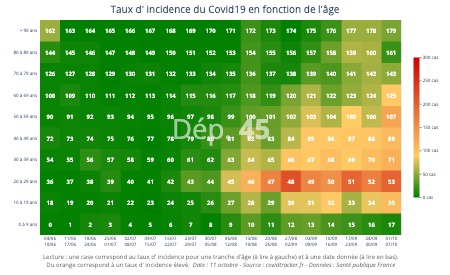 Taux d' incidence du Covid19 en fonction de l'âge
+ 90 ans 162 163 164 165 166 167 168 169 170 171 172 173 174 175 176 177 178 179
80 à 89 ans 144 145 146 147 148 149 150 151 152 153 154 155 156 157 158 159 160 161
70 à 79 ans 126 127 128 129 130 131 132 133 134 135 136 137 138 139 140 141 142 143
60 à 69 ans 108 109 110 111 112 113 114 115 116 117 118 119 120 121 122 123 124 125
50 à 59 ans 90 91 92 93 94 95 96 97 98 99 100 101 102 103 104 105 106 107
40 à 49 ans 72 73 74 75 76 77 78 79 80 81 82 83 84 85 86 87 88 89
30 à 39 ans 54 55 56 57 58 59 60 61 62 63 64 65 66 67 68 69 70 71
20 à 29 ans 36 37 38 39 40 41 42 43 44 45 46 47 48 49 50 51 52 53
10 à 19 ans 18 19 20 21 22 23 24 25 26 27 28 29 30 31 32 33 34 35
0 à 9 ans 0 1 2 3 4 5 6 7 8 9 10 11 12 13 14 15 16 17
Dép. 45
04/06 11/06 18/06 25/06 02/07 09/07 16/07 23/07 30/07 06/08 13/08 20/08 27/08 03/09 10/09 17/09 24/09 01/10
10/06 17/06 24/06 01/07 08/07 15/07 22/07 29/07 05/08 12/08 19/08 26/08 02/09 09/09 16/09 23/09 30/09 07/10
300 cas
250 cas
200 cas
150 cas
100 cas
50 cas
0 cas
Lecture : une case correspond au taux d' incidence pour une tranche d'âge (à lire à gauche) et à une date donnée (à lire en bas).
Du orange correspond à un taux d' incidence élevé. Date : 11 octobre - Source : covidtracker.fr - Données : Santé publique France